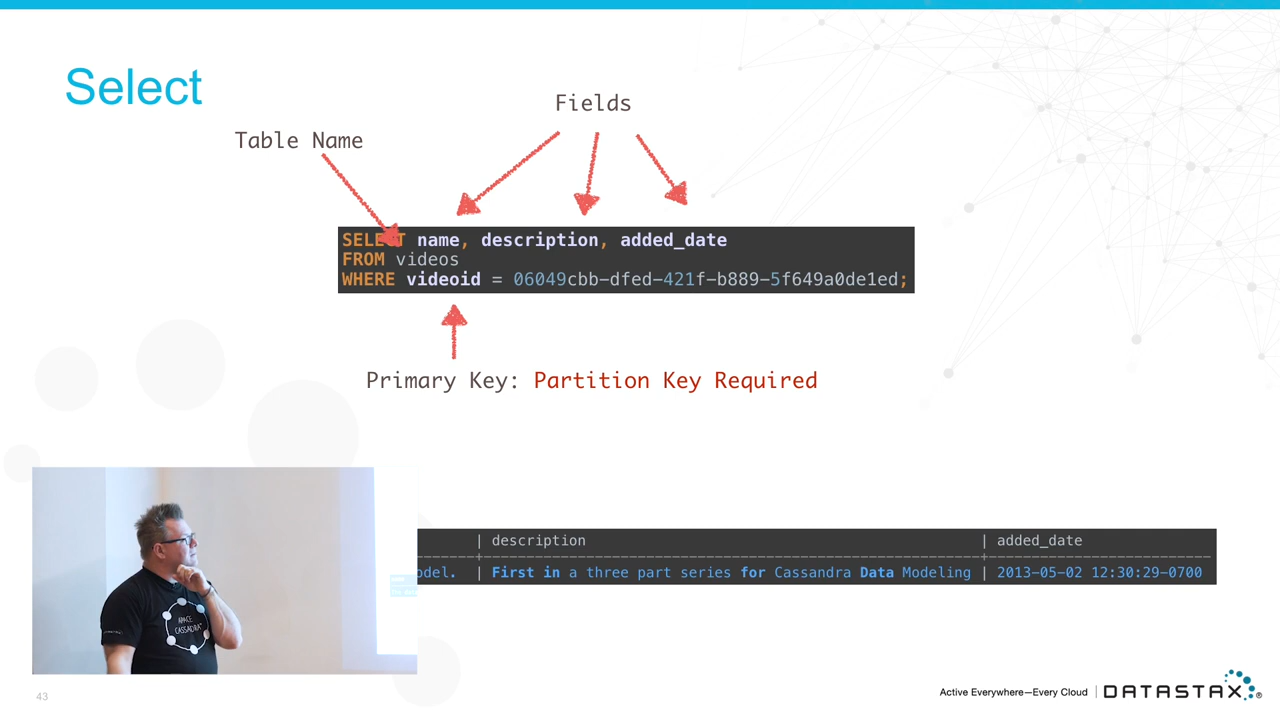 Select
Fields
Table Name
SELECT name, description, added_date
FROM videos
WHERE videoid = 06049cbb-dfed-421f-b889-5f649a0de1ed;
Primary Key: Partition Key Required
| description | added_date
odel. | First in a three part series for Cassandra Data Modeling | 2013-05-02 12:30:29-0700
APACHE
CASSANDRA
43
Active Everywhere—Every Cloud | DATASTAX®